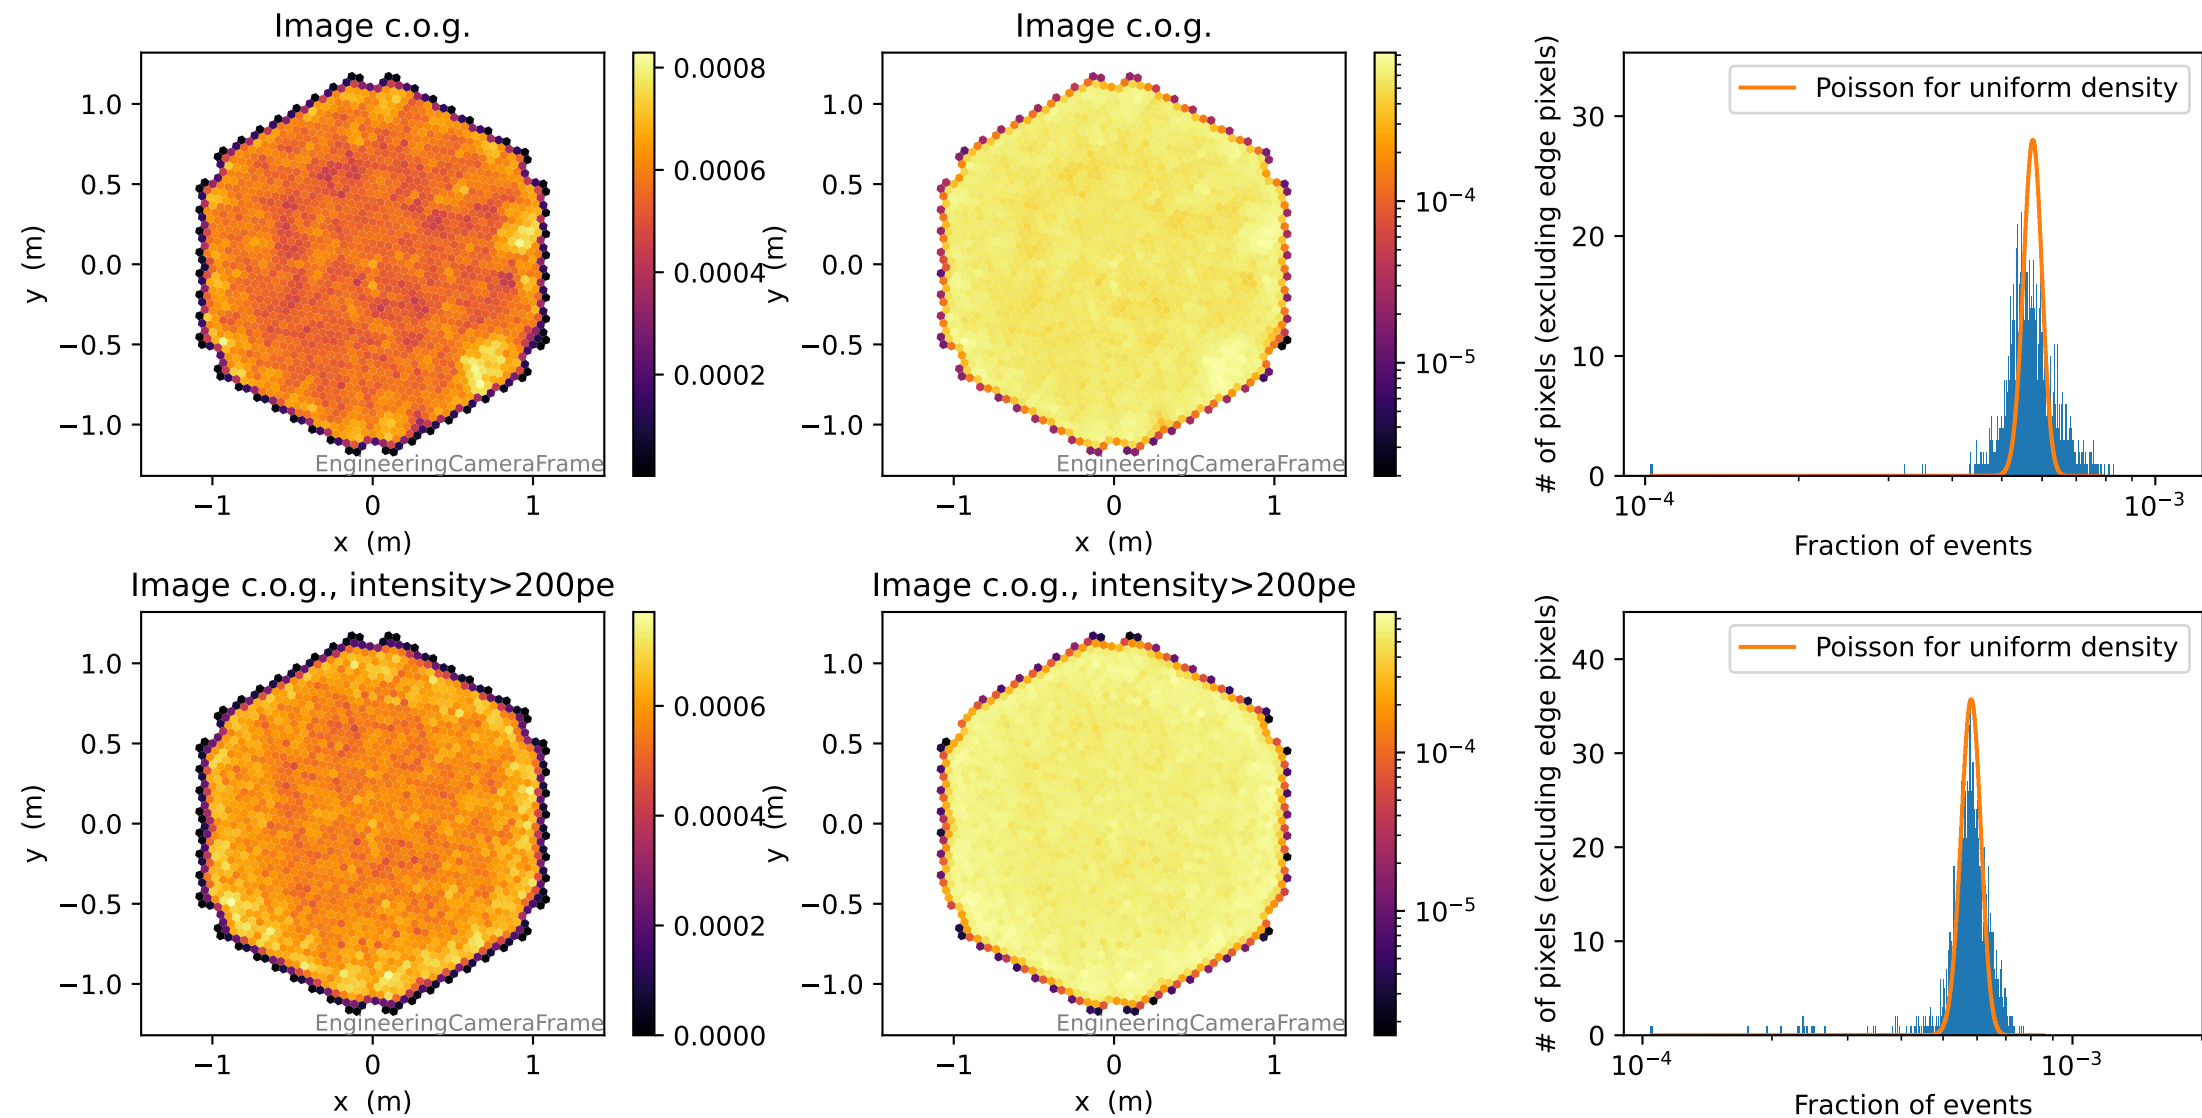 Image c.o.g.
1.0
0.5
0.0
−0.5
−1.0
y (m)
−1
0
1
x (m)
EngineeringCameraFrame
0.0008
0.0006
0.0004
0.0002
Image c.o.g.
1.0
0.5
0.0
−0.5
−1.0
y (m)
−1
0
1
x (m)
EngineeringCameraFrame
10⁻⁴
10⁻⁵
# of pixels (excluding edge pixels)
30
20
10
0
Poisson for uniform density
10⁻⁴
10⁻³
Fraction of events
Image c.o.g., intensity>200pe
1.0
0.5
0.0
−0.5
−1.0
y (m)
−1
0
1
x (m)
EngineeringCameraFrame
0.0006
0.0004
0.0002
0.0000
Image c.o.g., intensity>200pe
1.0
0.5
0.0
−0.5
−1.0
y (m)
−1
0
1
x (m)
EngineeringCameraFrame
10⁻⁴
10⁻⁵
# of pixels (excluding edge pixels)
40
30
20
10
0
Poisson for uniform density
10⁻⁴
10⁻³
Fraction of events